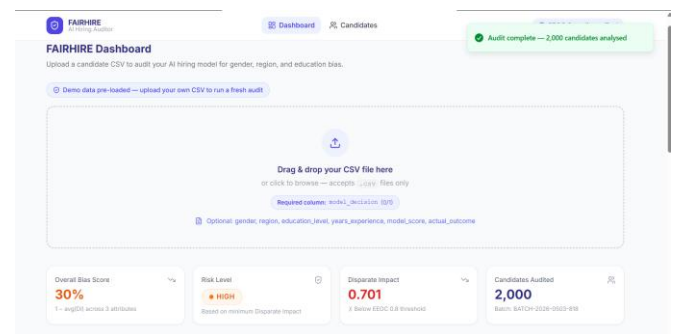 FAIRHIRE
AI Hiring Auditor
Dashboard
Candidates
Audit complete — 2,000 candidates analysed
FAIRHIRE Dashboard
Upload a candidate CSV to audit your AI hiring model for gender, region, and education bias.
Demo data pre-loaded — upload your own CSV to run a fresh audit
Drag & drop your CSV file here
or click to browse — accepts .csv files only
Required column: model_decision (0/1)
Optional: gender, region, education_level, years_experience, model_score, actual_outcome
Overall Bias Score
30%
1 − avg(DI) across 3 attributes
Risk Level
HIGH
Based on minimum Disparate Impact
Disparate Impact
0.701
Below EEOC 0.8 threshold
Candidates Audited
2,000